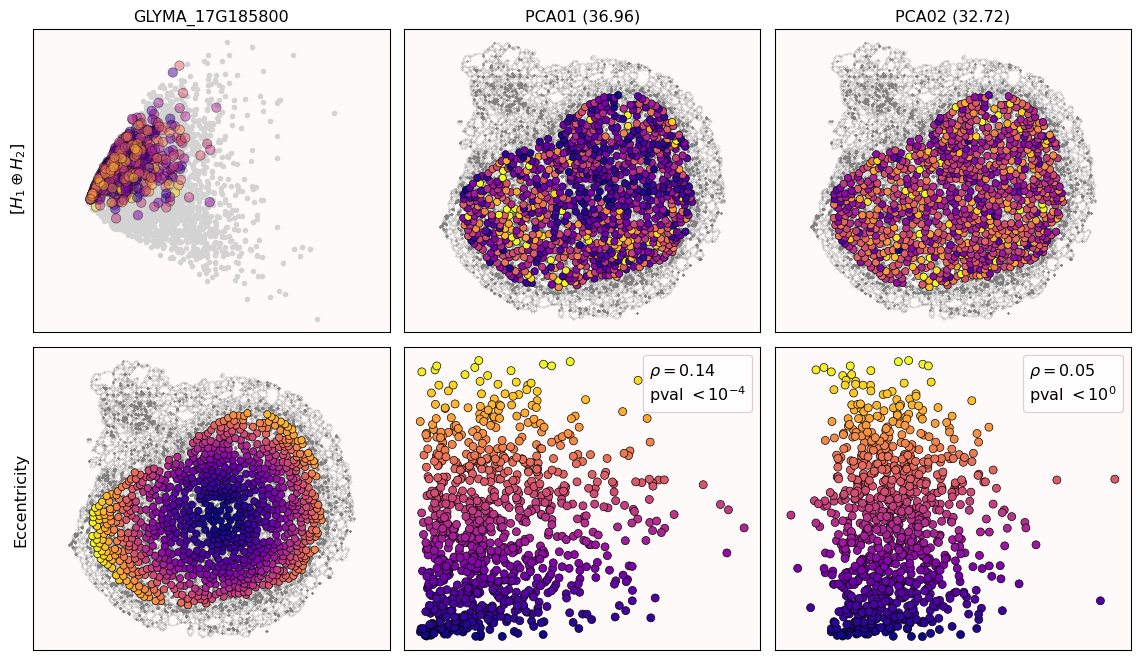 GLYMA_17G185800
PCA01 (36.96)
PCA02 (32.72)
[H₁ ⊕ H₂]
Eccentricity
ρ = 0.14
pval < 10⁻⁴
ρ = 0.05
pval < 10⁰